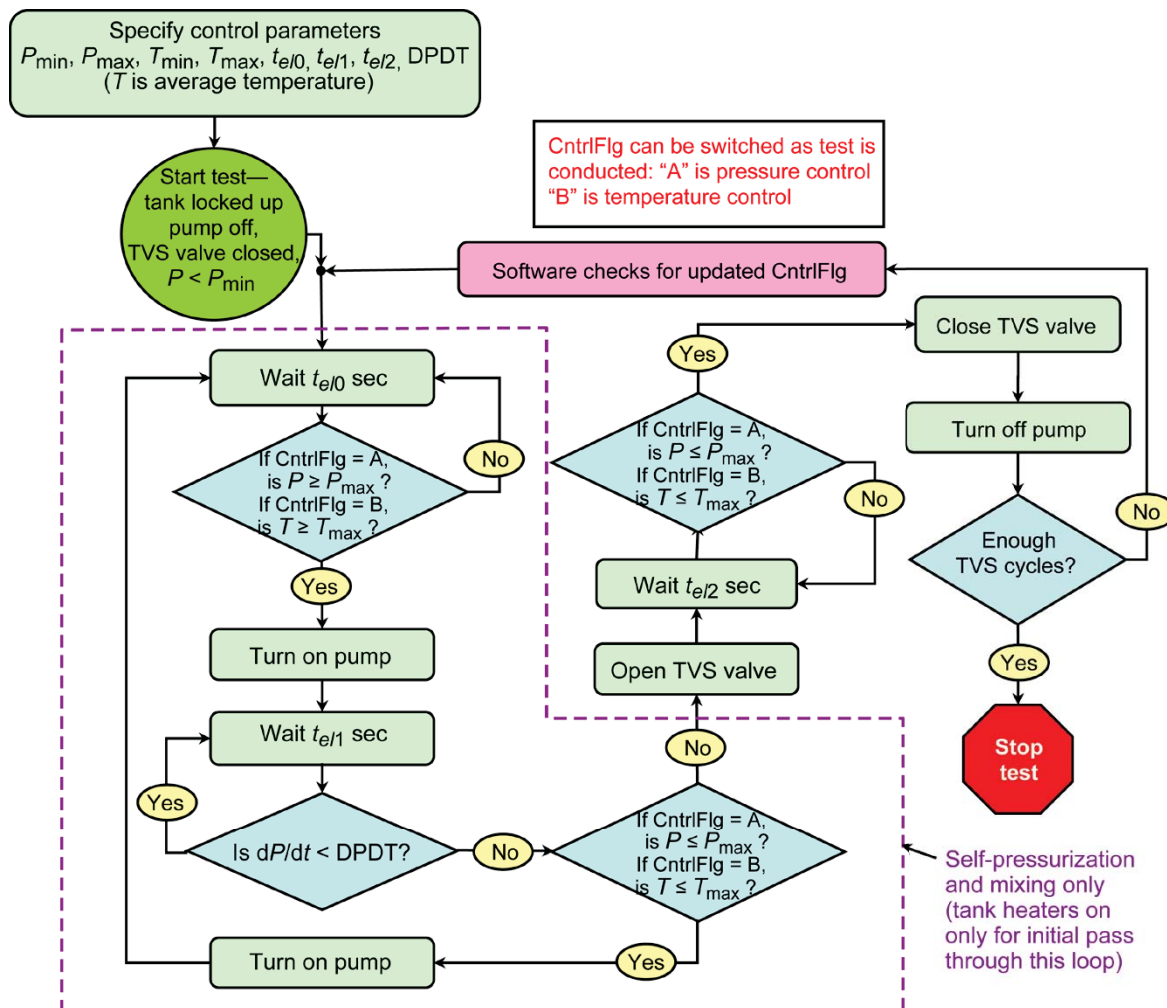 Specify control parameters
Pmin, Pmax, Tmin, Tmax, tel0, tel1, tel2, DPDT
(T is average temperature)
Start test—
tank locked up
pump off,
TVS valve closed,
P < Pmin
CntrlFlg can be switched as test is
conducted: “A” is pressure control
“B” is temperature control
Software checks for updated CntrlFlg
Wait tel0 sec
If CntrlFlg = A,
is P ≥ Pmax ?
If CntrlFlg = B,
is T ≥ Tmax ?
No
Yes
Turn on pump
Wait tel1 sec
Yes
Is dP/dt < DPDT?
No
If CntrlFlg = A,
is P ≤ Pmax ?
If CntrlFlg = B,
is T ≤ Tmax ?
Yes
Turn on pump
No
Open TVS valve
Wait tel2 sec
If CntrlFlg = A,
is P ≤ Pmax ?
If CntrlFlg = B,
is T ≤ Tmax ?
No
Yes
Close TVS valve
Turn off pump
Enough
TVS cycles?
No
Yes
Stop
test
Self-pressurization
and mixing only
(tank heaters on
only for initial pass
through this loop)